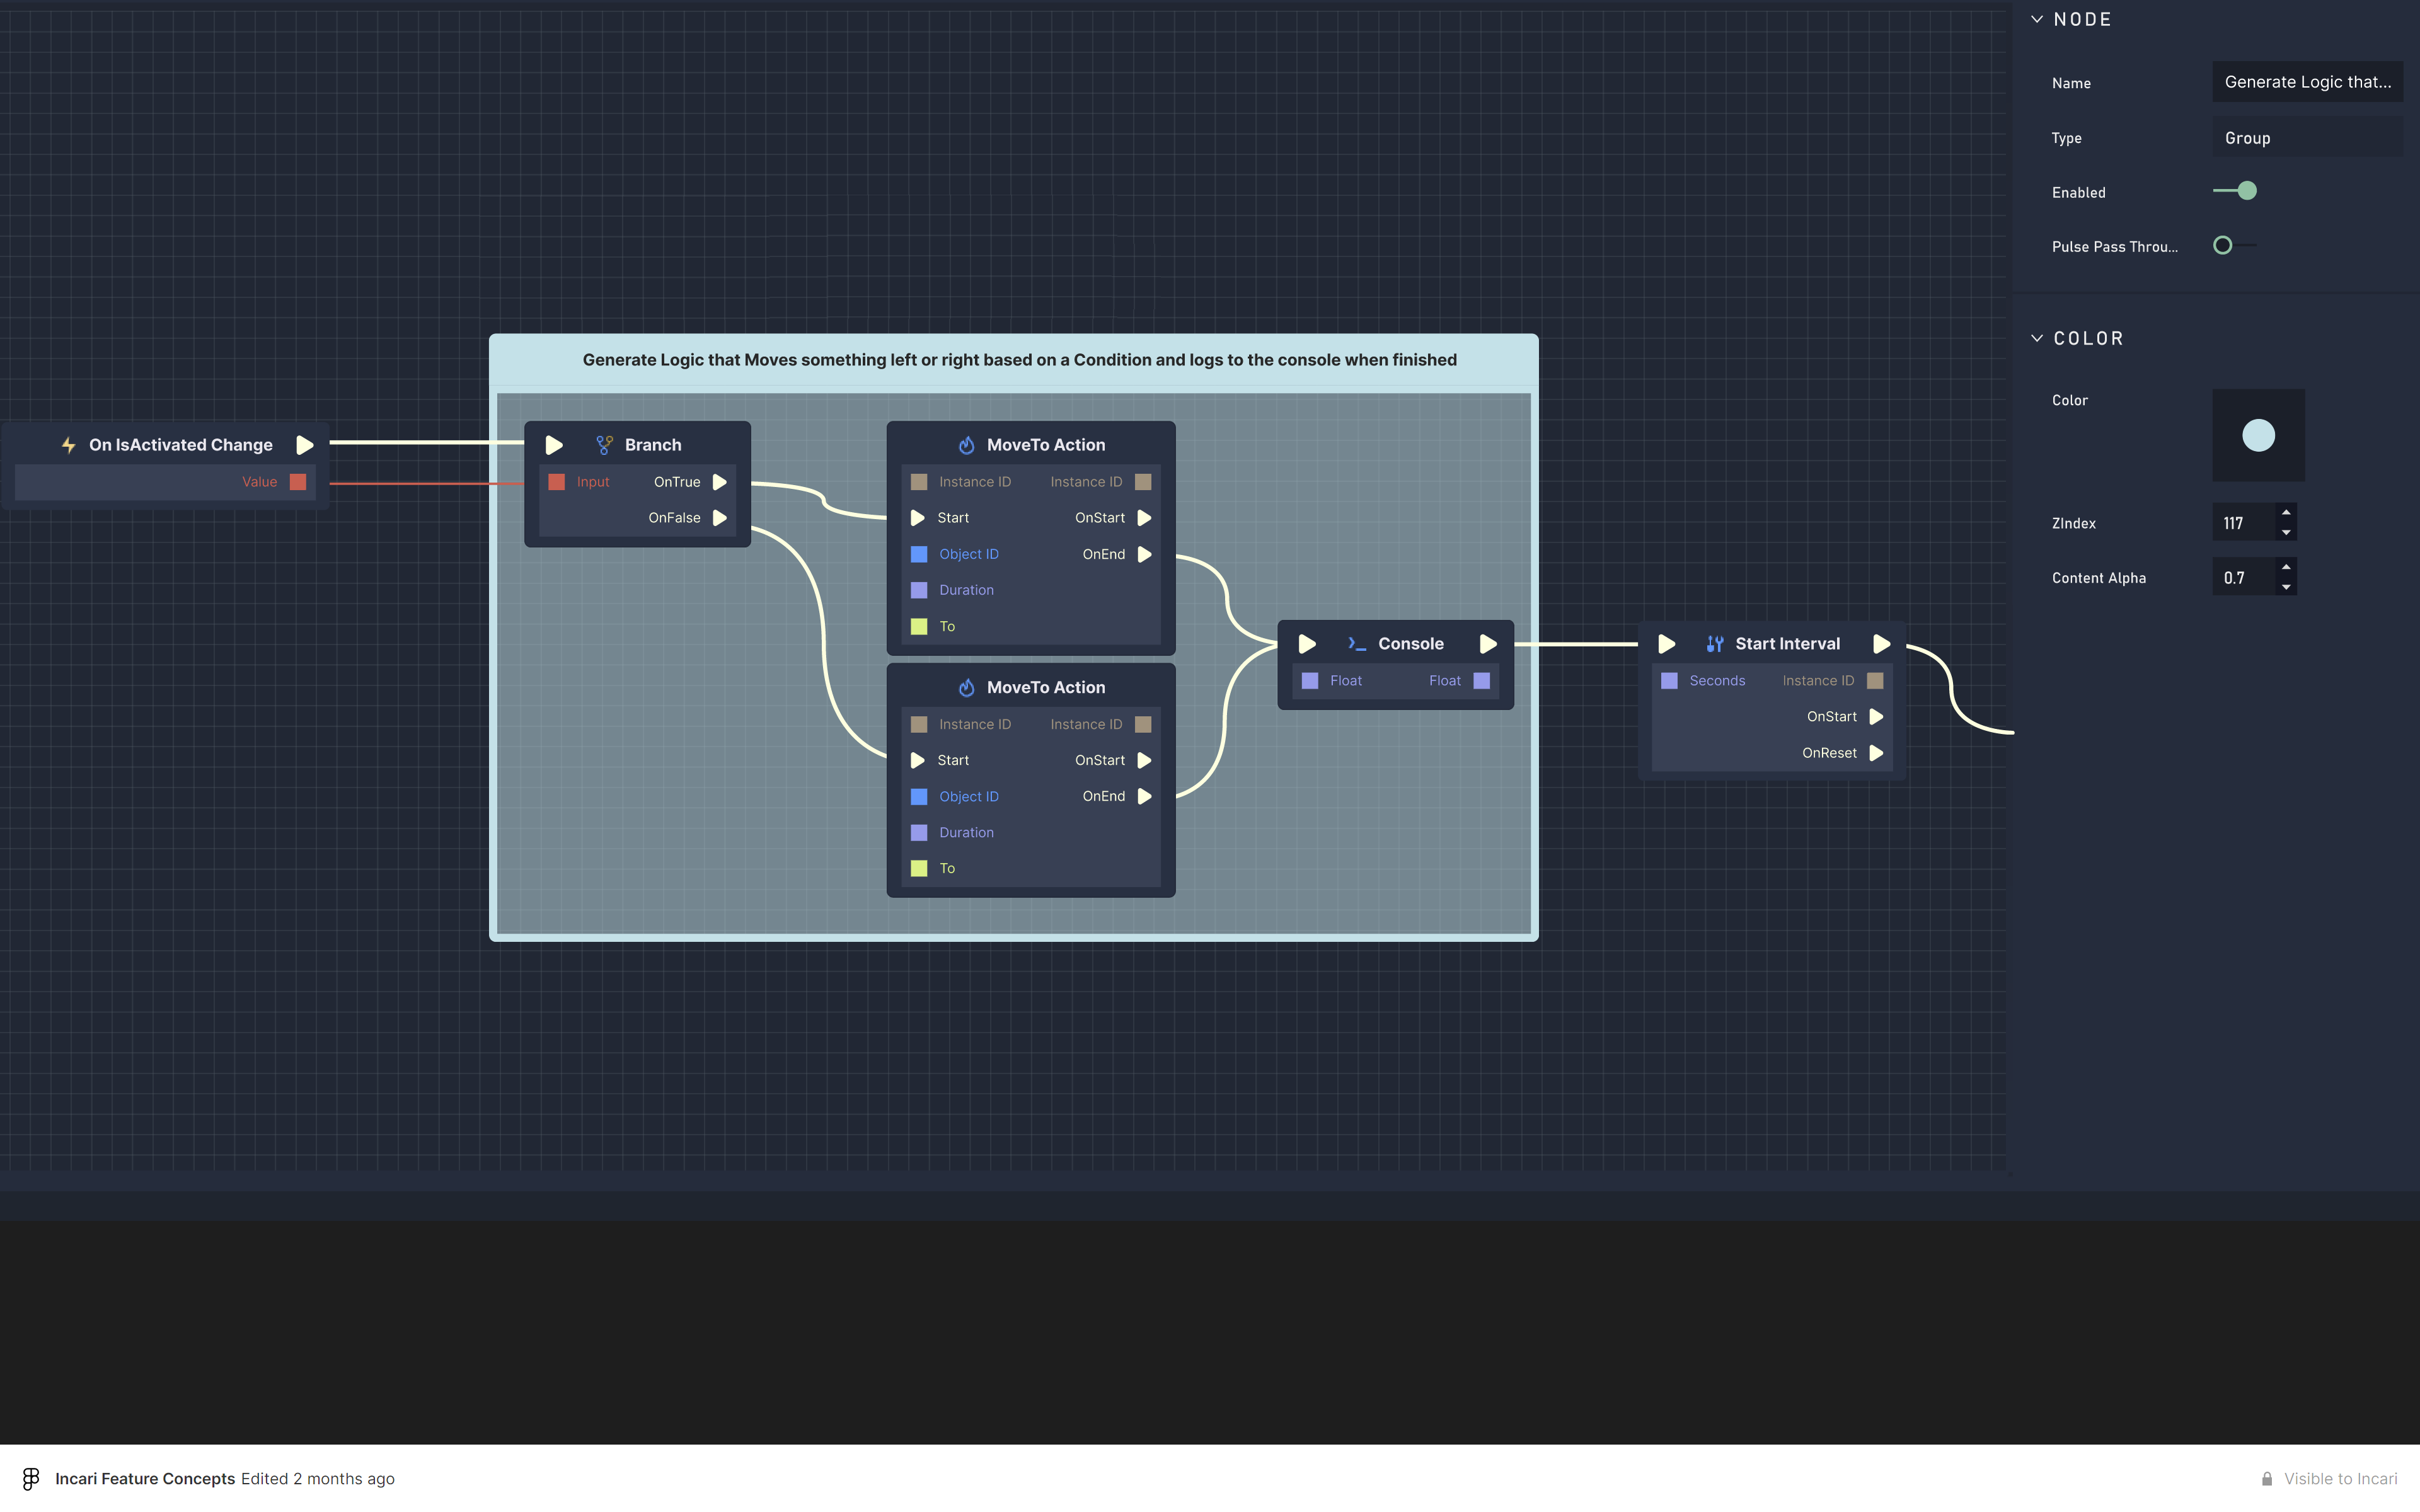 NODE
Name
Generate Logic that...
Type
Group
Enabled
Pulse Pass Throu...
COLOR
Color
ZIndex
117
Content Alpha
0.7
Generate Logic that Moves something left or right based on a Condition and logs to the console when finished
On IsActivated Change
Value
Branch
Input
OnTrue
OnFalse
MoveTo Action
Instance ID
Instance ID
Start
OnStart
Object ID
OnEnd
Duration
To
MoveTo Action
Instance ID
Instance ID
Start
OnStart
Object ID
OnEnd
Duration
To
Console
Float
Float
Start Interval
Seconds
Instance ID
OnStart
OnReset
Incari Feature Concepts Edited 2 months ago
Visible to Incari